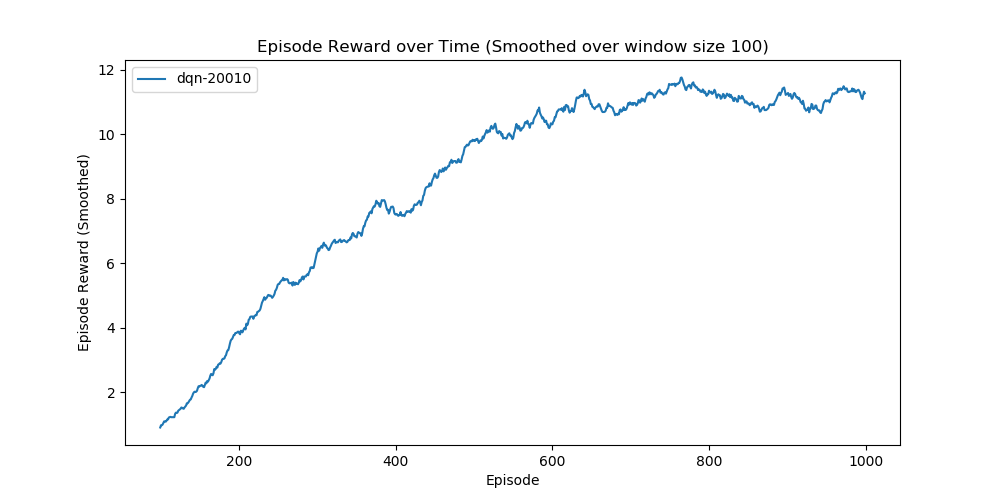 Episode Reward over Time (Smoothed over window size 100)
dqn-20010
12
10
8
6
4
2
Episode Reward (Smoothed)
200
400
600
800
1000
Episode